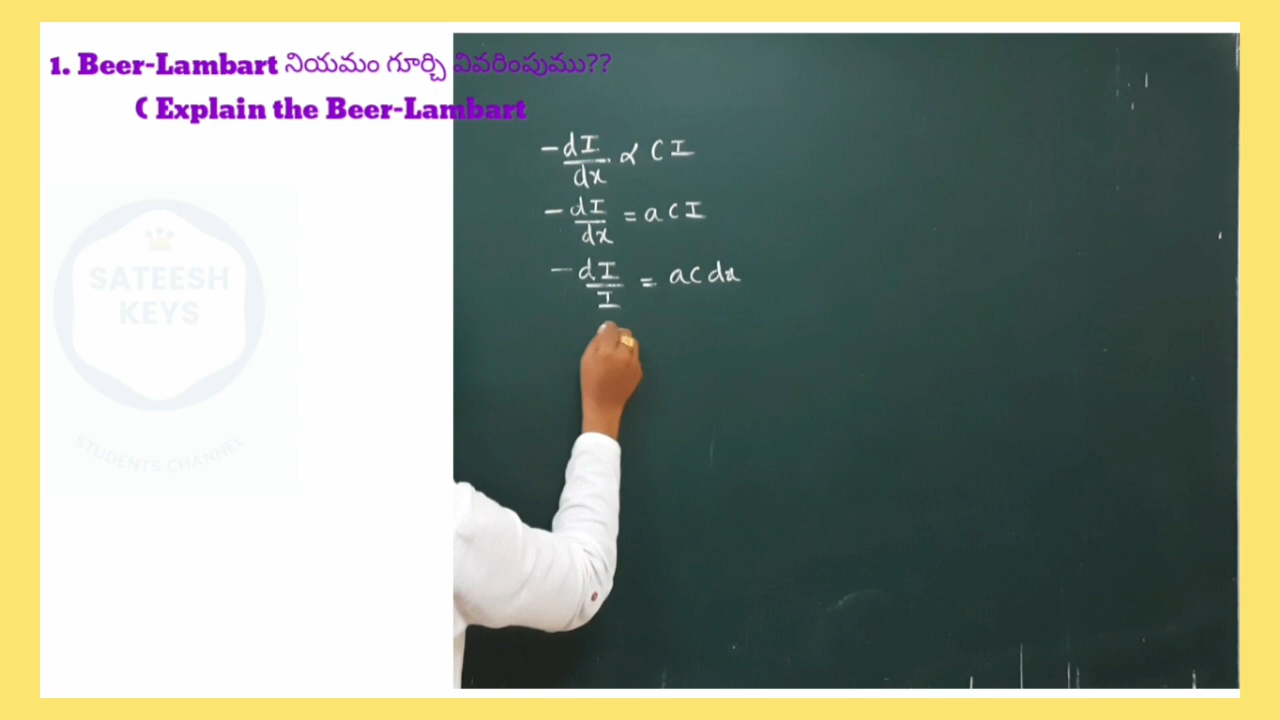 1. Beer-Lambart నియమం గూర్చి వివరింపుము??
( Explain the Beer-Lambart
-dI/dx ∝ CI
-dI/dx = aCI
-dI/I = acdx
SATEESH
KEYS
STUDENTS CHANNEL